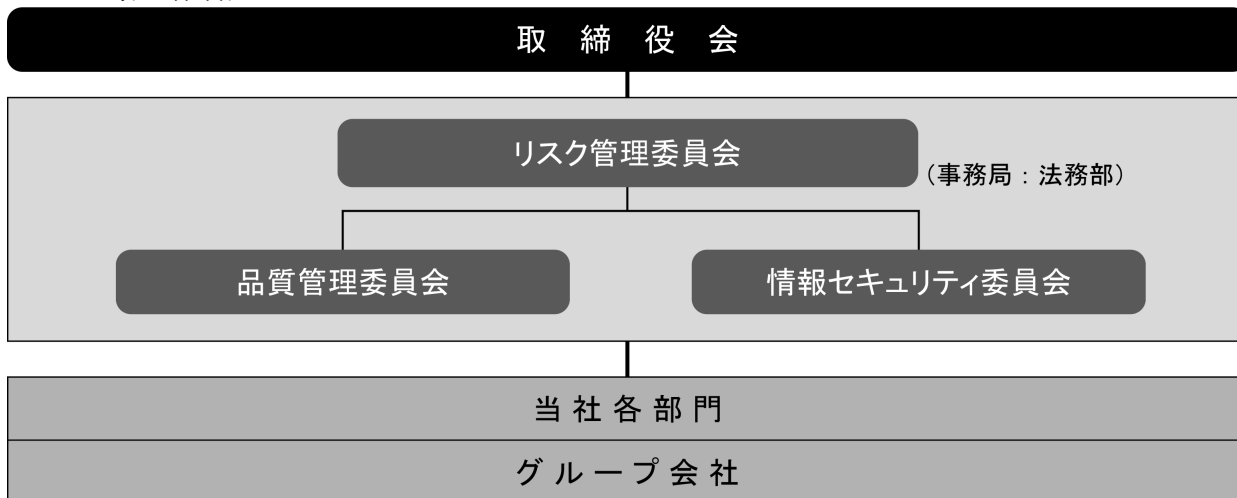 取締役会
リスク管理委員会
(事務局：法務部)
品質管理委員会
情報セキュリティ委員会
当社各部門
グループ会社